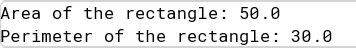 Area of the rectangle: 50.0
Perimeter of the rectangle: 30.0